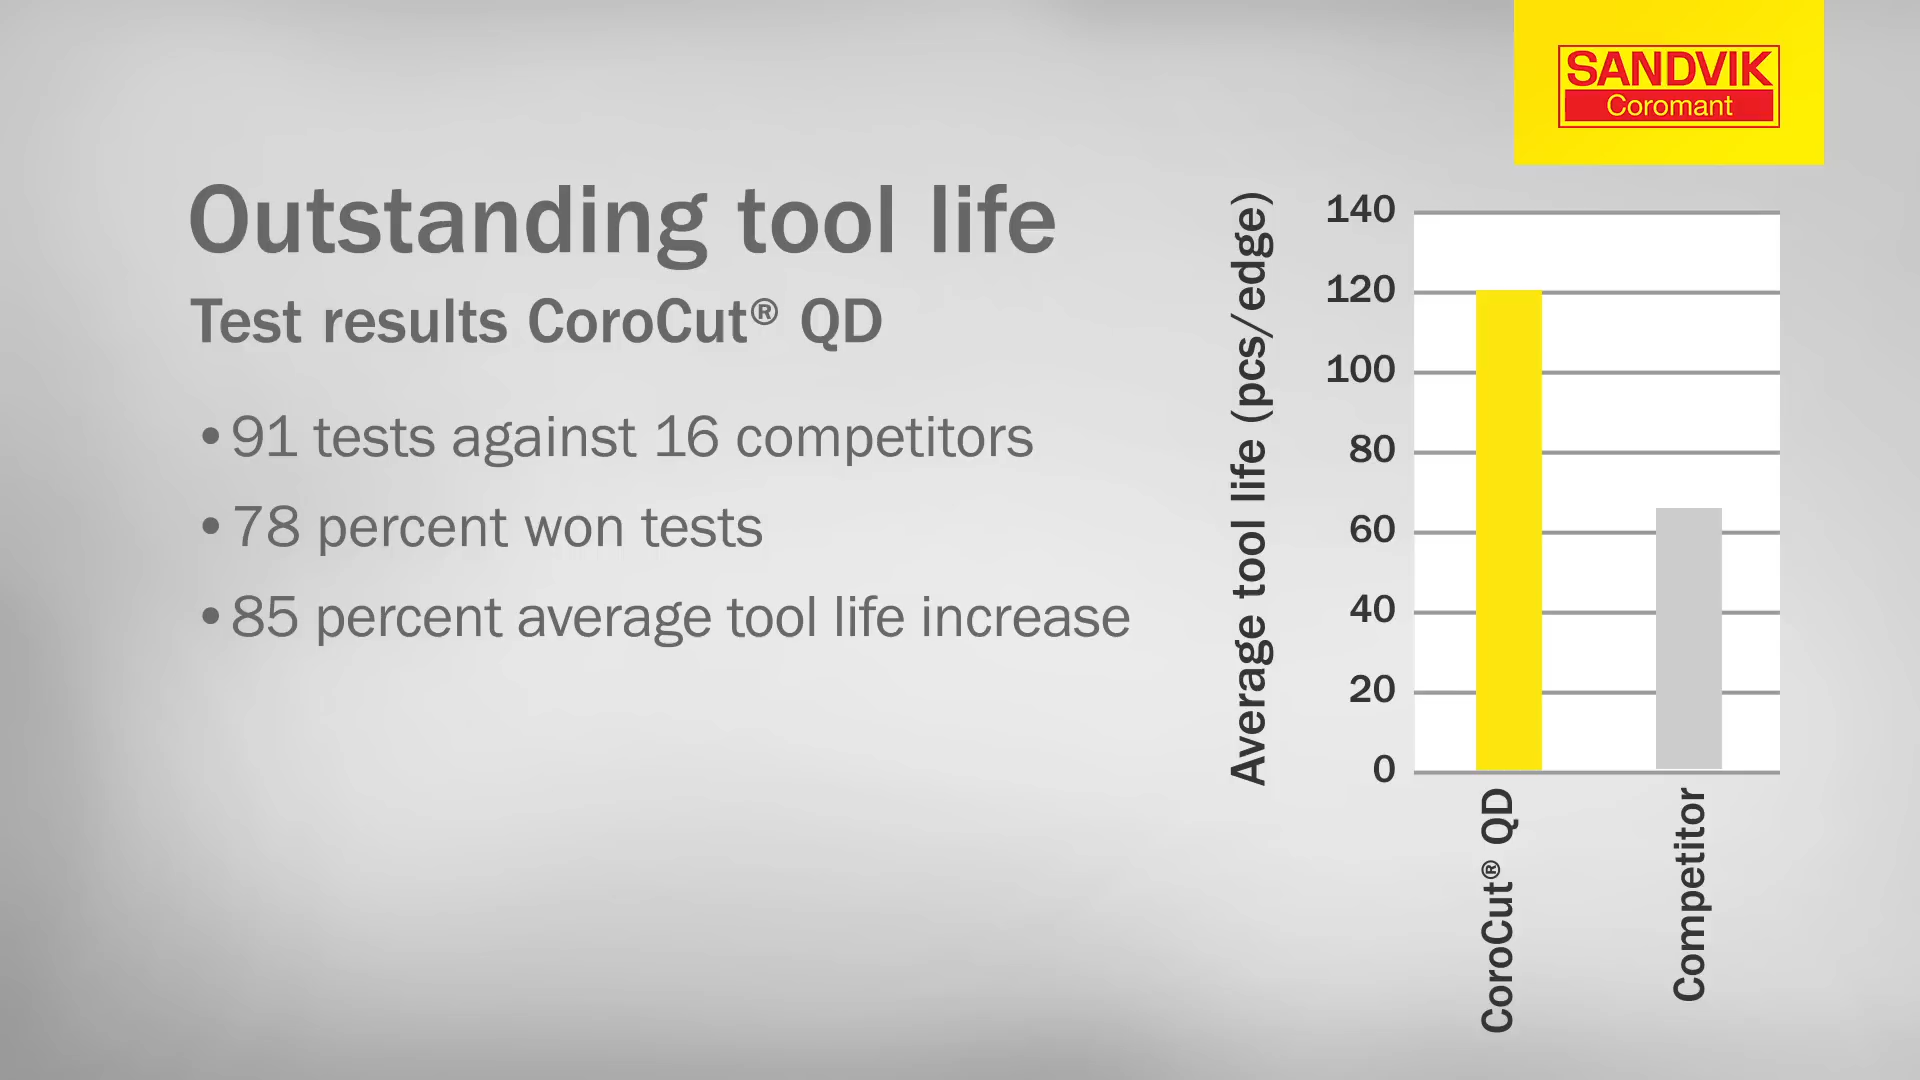 SANDVIK
Coromant
Outstanding tool life
Test results CoroCut® QD
•91 tests against 16 competitors
•78 percent won tests
•85 percent average tool life increase
Average tool life (pcs/edge)
140
120
100
80
60
40
20
0
CoroCut® QD
Competitor